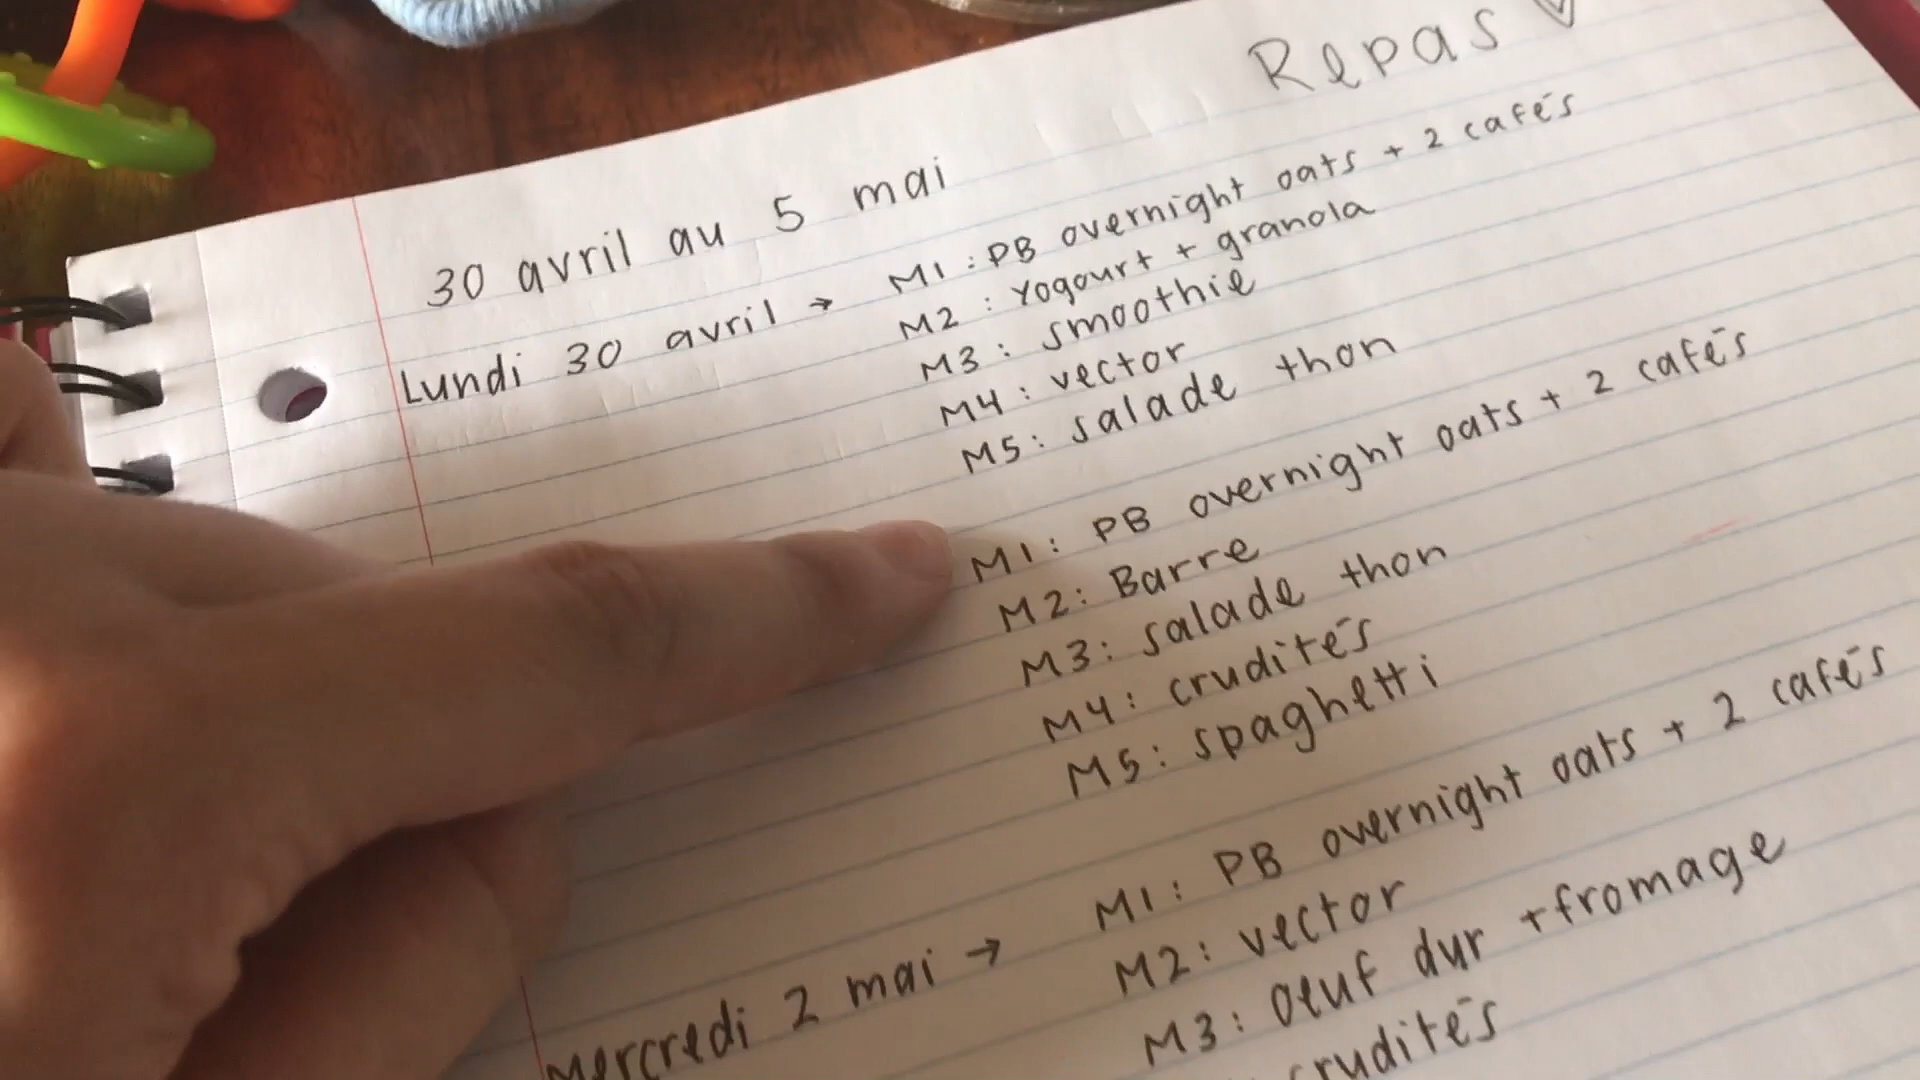 Repas ♡
30 avril au 5 mai
Lundi 30 avril → M1 : PB overnight oats + 2 cafés
M2 : Yogourt + granola
M3 : smoothie
M4 : vector
M5 : salade thon
M1 : PB overnight oats + 2 cafés
M2 : Barre
M3 : salade thon
M4 : crudités
M5 : spaghetti
Mercredi 2 mai → M1 : PB overnight oats + 2 cafés
M2 : vector
M3 : oeuf dur + fromage
crudités